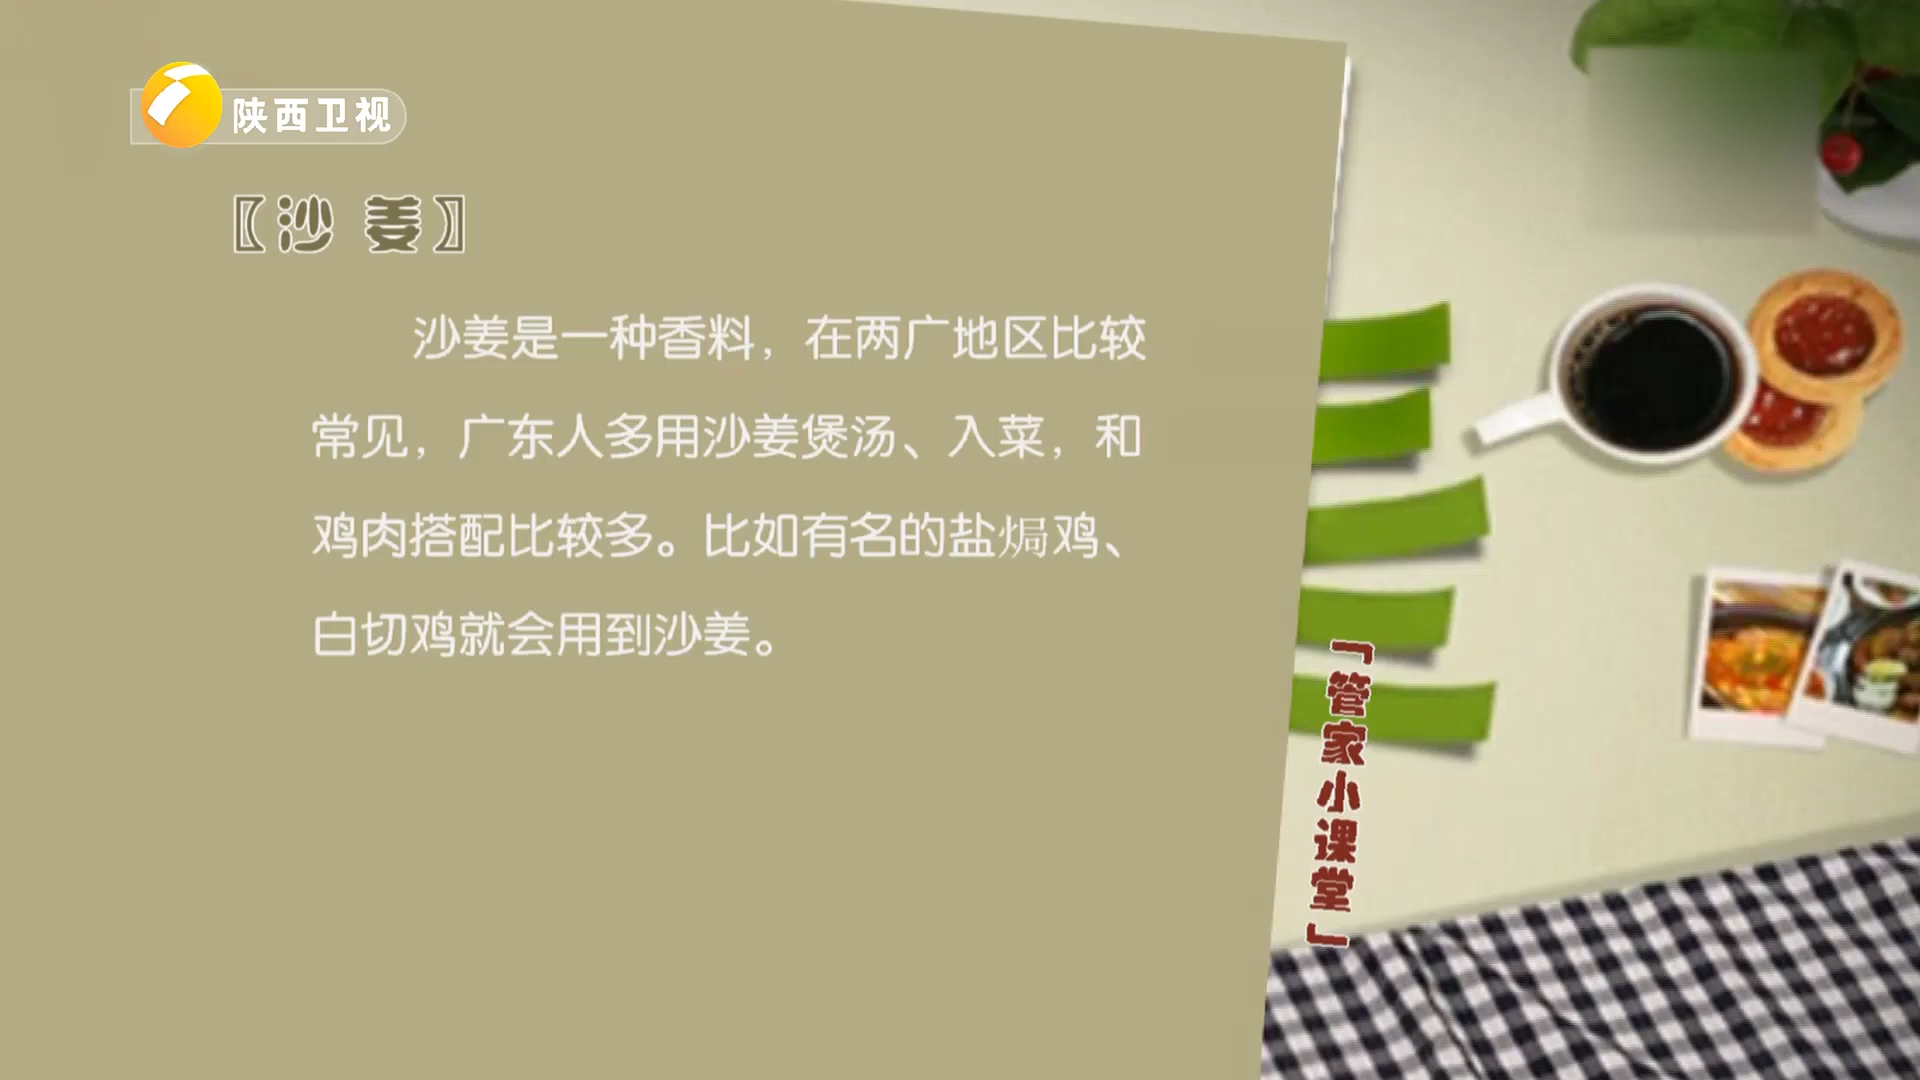 陕西卫视
〖沙 姜〗
沙姜是一种香料，在两广地区比较
常见，广东人多用沙姜煲汤、入菜，和
鸡肉搭配比较多。比如有名的盐焗鸡、
白切鸡就会用到沙姜。
「管家小课堂」